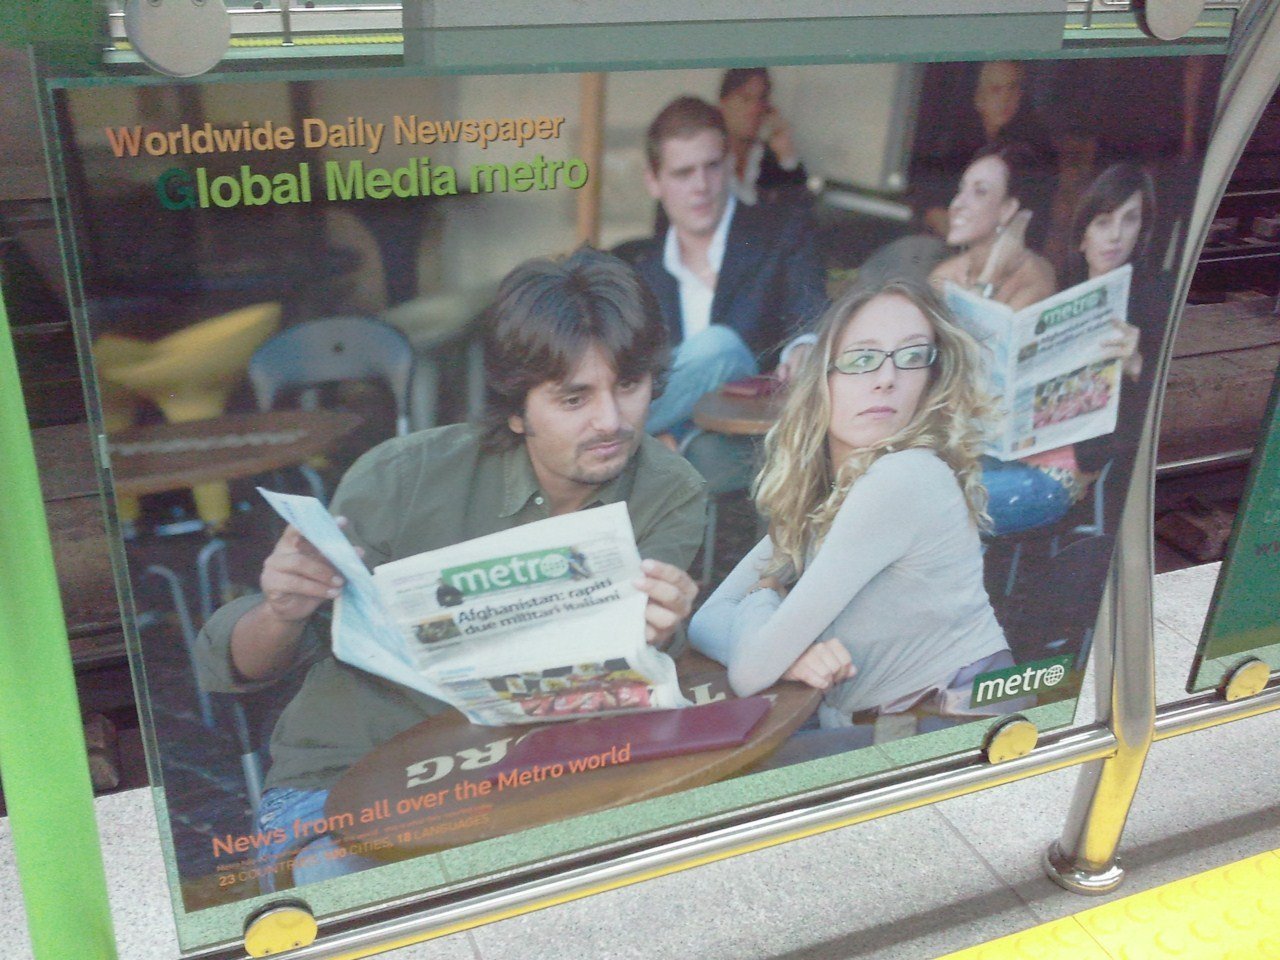 Worldwide Daily Newspaper
Global Media metro
metro
metro
Afghanistan: rapiti
due militari italiani
metro
News from all over the Metro world
23 COUNTRIES, 100 CITIES, 18 LANGUAGES